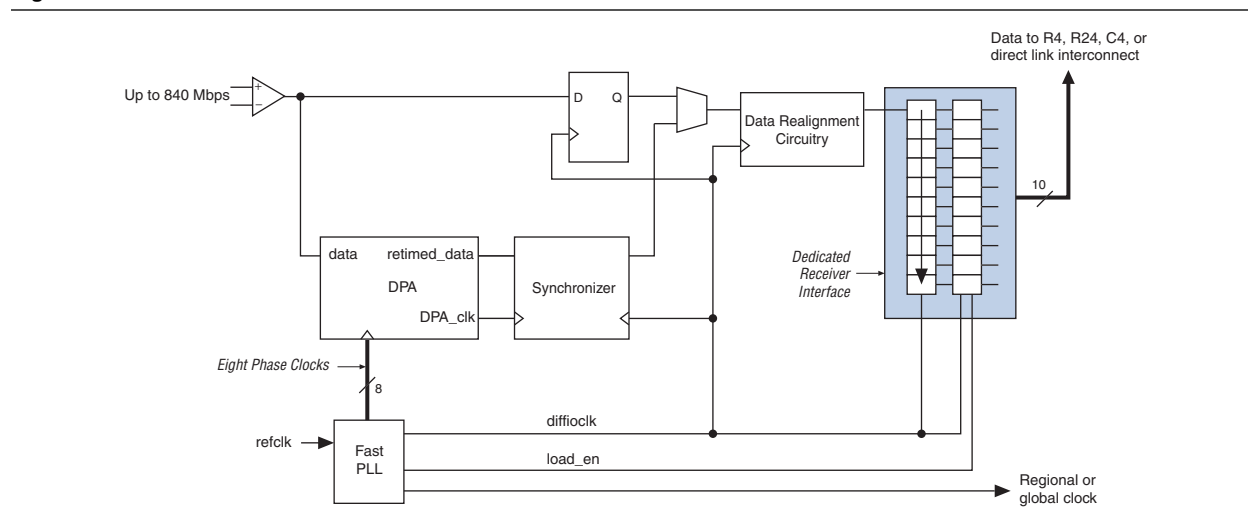 Data to R4, R24, C4, or
direct link interconnect
Up to 840 Mbps
+
−
D
Q
Data Realignment
Circuitry
10
data
retimed_data
DPA
DPA_clk
Synchronizer
Dedicated
Receiver
Interface
Eight Phase Clocks
8
refclk
Fast
PLL
diffioclk
load_en
Regional or
global clock